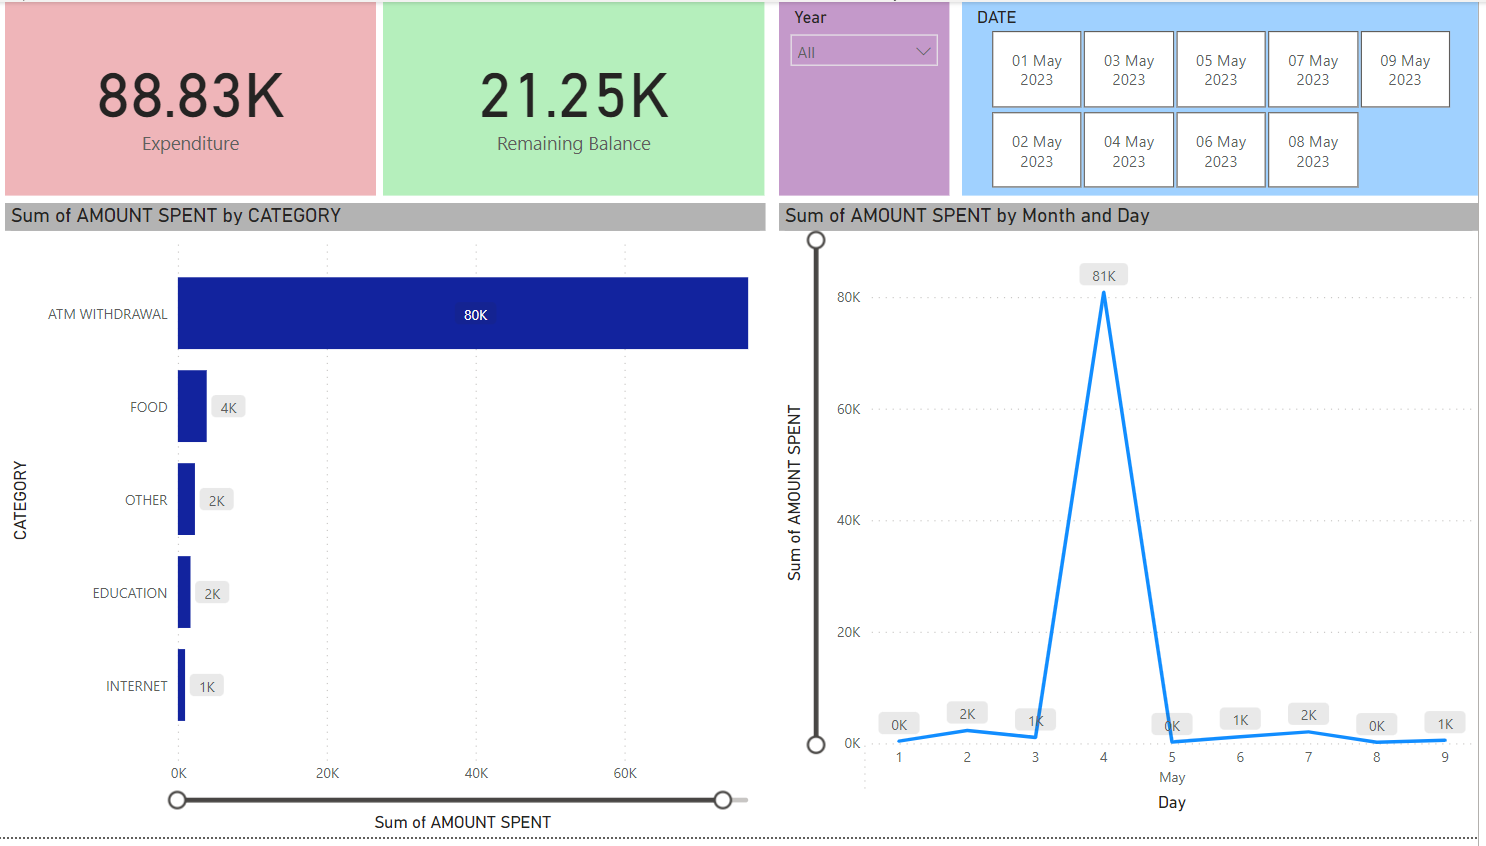 88.83K
Expenditure
21.25K
Remaining Balance
Year
All
DATE
01 May
2023
03 May
2023
05 May
2023
07 May
2023
09 May
2023
02 May
2023
04 May
2023
06 May
2023
08 May
2023
Sum of AMOUNT SPENT by CATEGORY
CATEGORY
ATM WITHDRAWAL
80K
FOOD
4K
OTHER
2K
EDUCATION
2K
INTERNET
1K
0K 20K 40K 60K
Sum of AMOUNT SPENT
Sum of AMOUNT SPENT by Month and Day
Sum of AMOUNT SPENT
80K
60K
40K
20K
0K
0K 2K 1K 81K 0K 1K 2K 0K 1K
1 2 3 4 5 6 7 8 9
May
Day